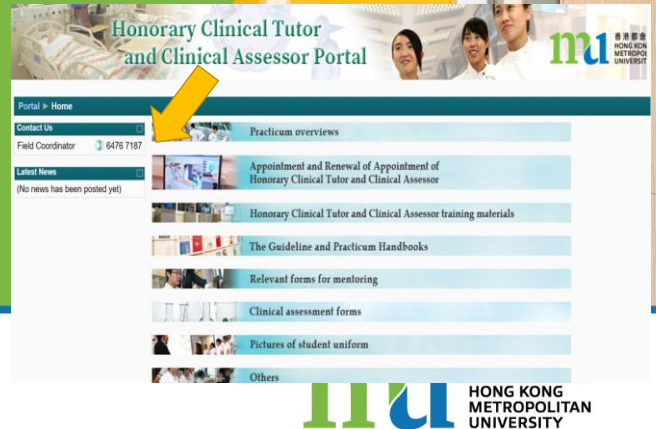 Honorary Clinical Tutor
and Clinical Assessor Portal
香港都會
HONG KON
METROPOL
UNIVERSIT
Portal ▶ Home
Contact Us
Field Coordinator 6476 7187
Latest News
(No news has been posted yet)
Practicum overviews
Appointment and Renewal of Appointment of
Honorary Clinical Tutor and Clinical Assessor
Honorary Clinical Tutor and Clinical Assessor training materials
The Guideline and Practicum Handbooks
Relevant forms for mentoring
Clinical assessment forms
Pictures of student uniform
Others
HONG KONG
METROPOLITAN
UNIVERSITY